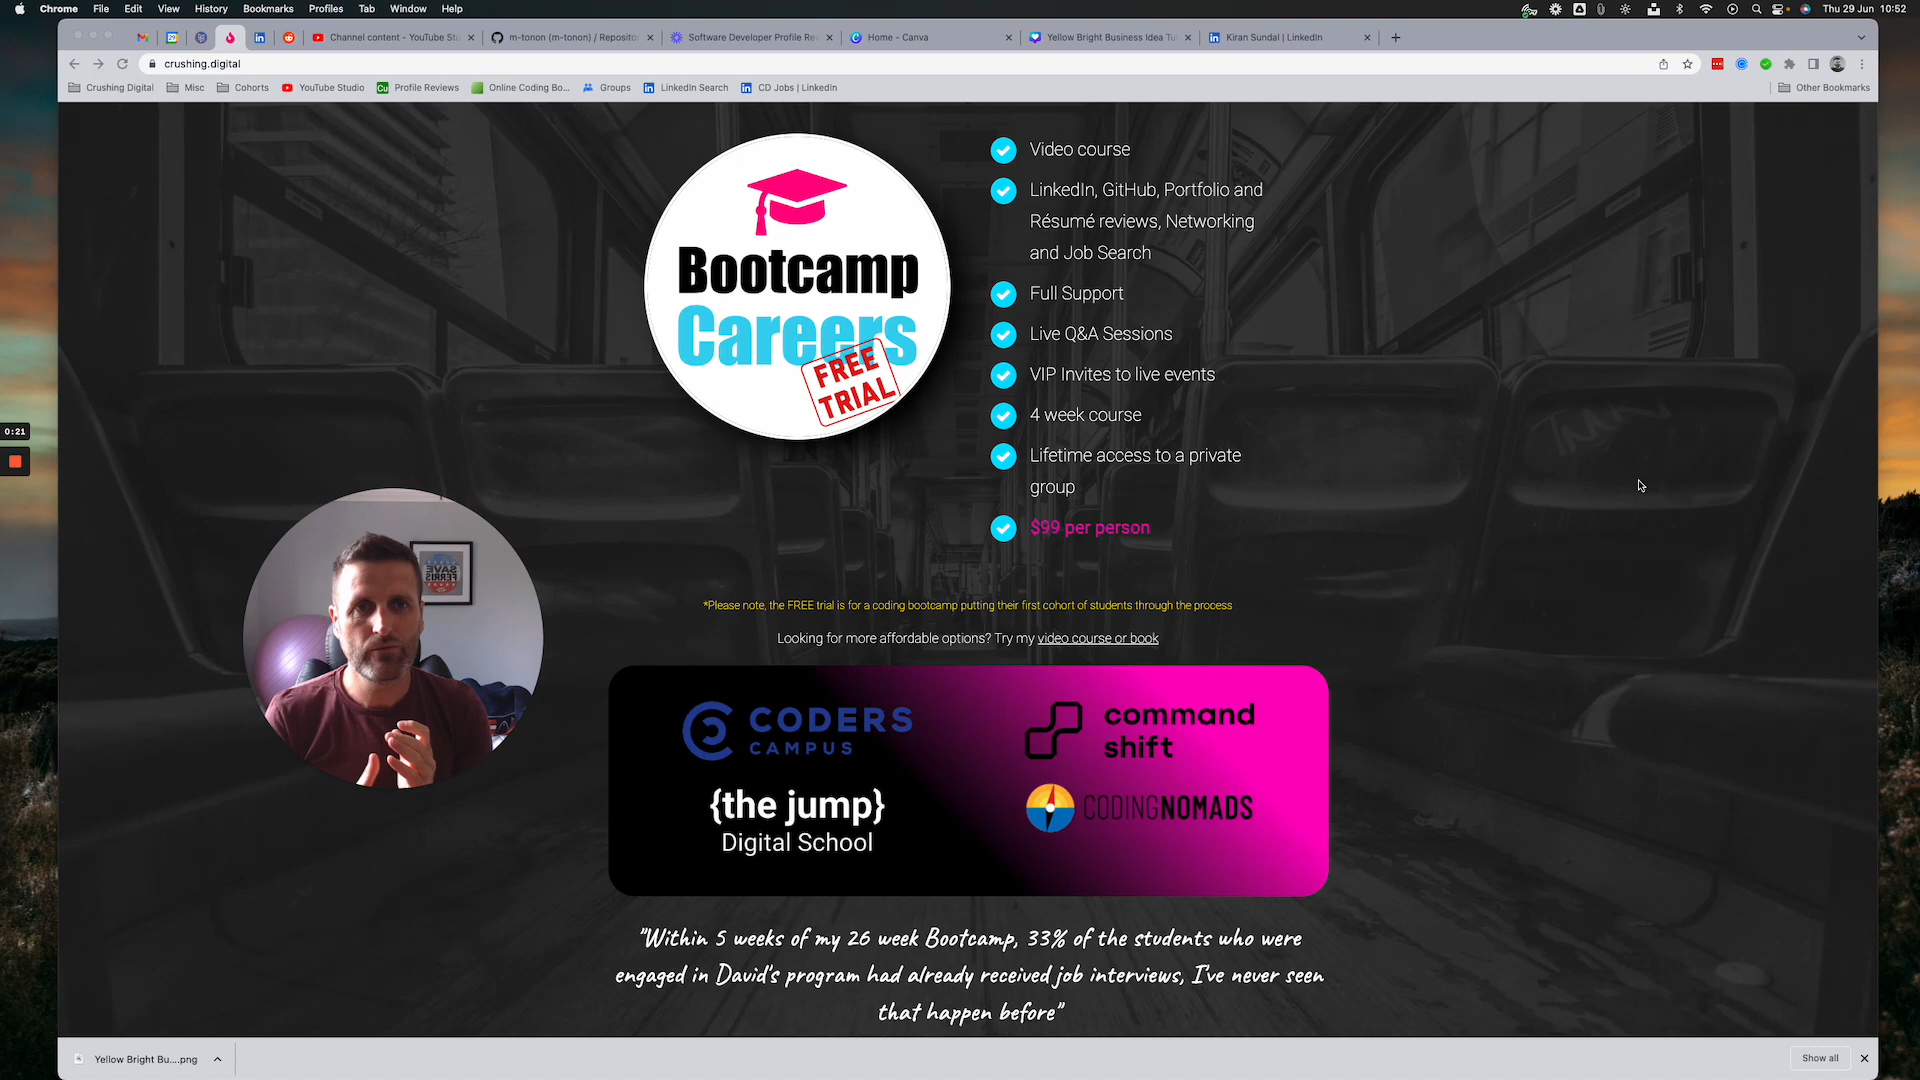 Chrome File Edit View History Bookmarks Profiles Tab Window Help
Thu 29 Jun 10:52
Channel content - YouTube Stu
m-tonon (m-tonon) / Repositor
Software Developer Profile Re
Home - Canva
Yellow Bright Business Idea Tu
Kiran Sundal | LinkedIn
crushing.digital
Crushing Digital
Misc
Cohorts
YouTube Studio
Profile Reviews
Online Coding Bo...
Groups
LinkedIn Search
CD Jobs | LinkedIn
Other Bookmarks
Bootcamp
Careers
FREE
TRIAL
Video course
LinkedIn, GitHub, Portfolio and
Résumé reviews, Networking
and Job Search
Full Support
Live Q&A Sessions
VIP Invites to live events
4 week course
Lifetime access to a private
group
$99 per person
0:21
SAVE
FERRIS
*Please note, the FREE trial is for a coding bootcamp putting their first cohort of students through the process
Looking for more affordable options? Try my video course or book
CODERS
CAMPUS
command
shift
{the jump}
Digital School
CODINGNOMADS
"Within 5 weeks of my 26 week Bootcamp, 33% of the students who were
engaged in David's program had already received job interviews, I've never seen
that happen before"
Yellow Bright Bu....png
Show all